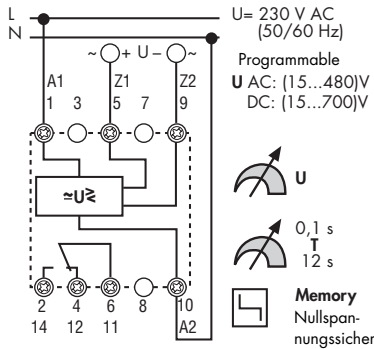 L
N
U= 230 V AC
(50/60 Hz)
~ + U – ~
Programmable
U AC: (15...480)V
DC: (15...700)V
A1 Z1 Z2
1 3 5 7 9
≃U≷
U
0,1 s
T
12 s
2 4 6 8 10
14 12 11 A2
Memory
Nullspan-
nungssicher